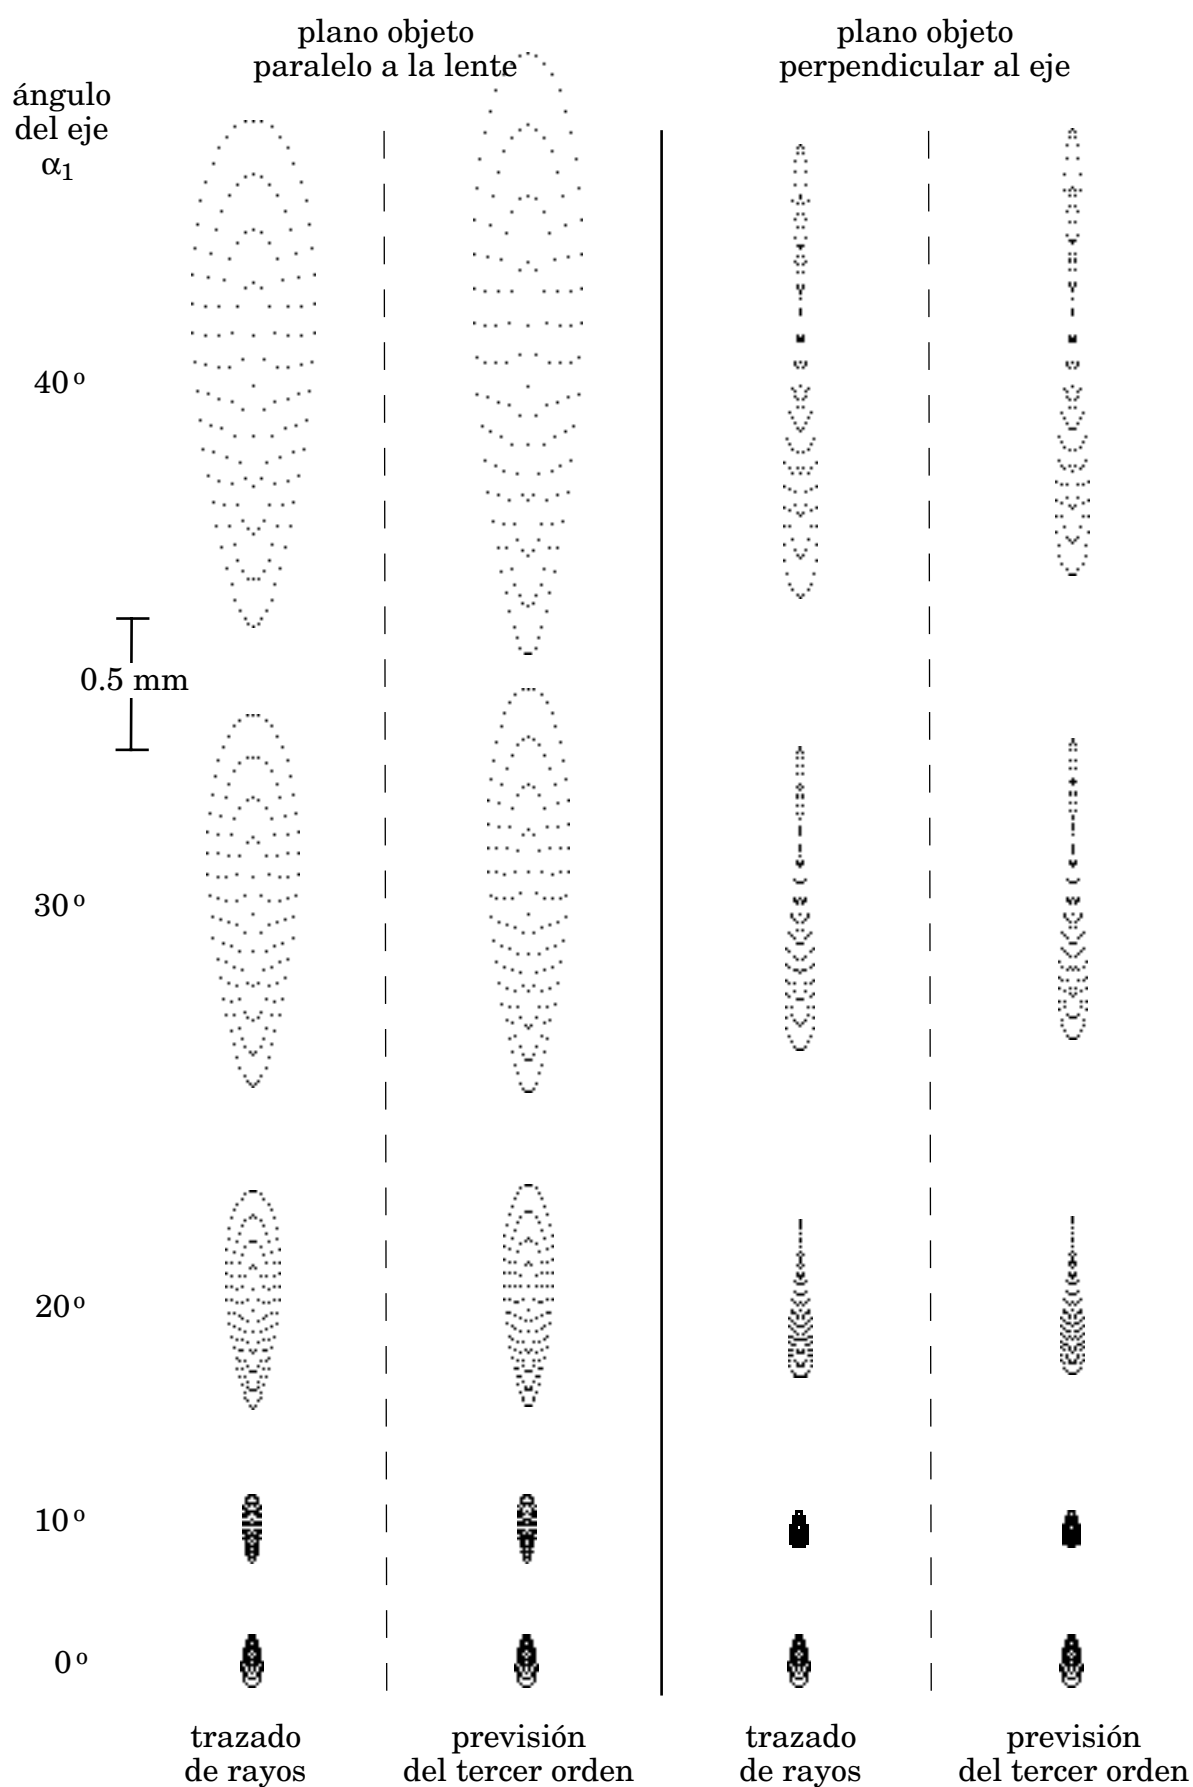 plano objeto
paralelo a la lente
plano objeto
perpendicular al eje
ángulo
del eje
α1
40º
0.5 mm
30º
20º
10º
0º
trazado
de rayos
previsión
del tercer orden
trazado
de rayos
previsión
del tercer orden